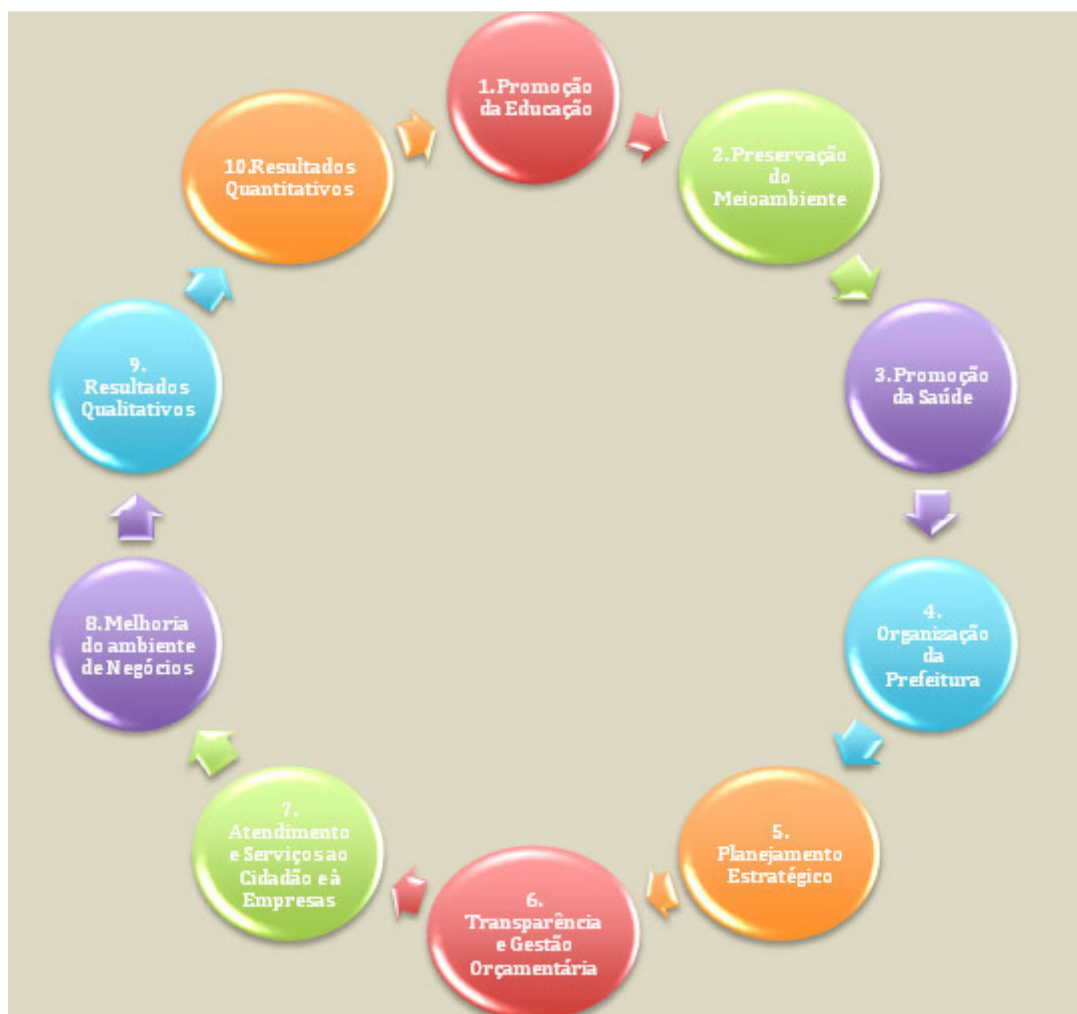 1.Promoção
da Educação
2.Preservação
do
Meioambiente
3.Promoção
da Saúde
4.
Organização
da
Prefeitura
5.
Planejamento
Estratégico
6.
Transparência
e Gestão
Orçamentária
7.
Atendimento
e Serviços ao
Cidadão e à
Empresas
8.Melhoria
do ambiente
de Negócios
9.
Resultados
Qualitativos
10.Resultados
Quantitativos